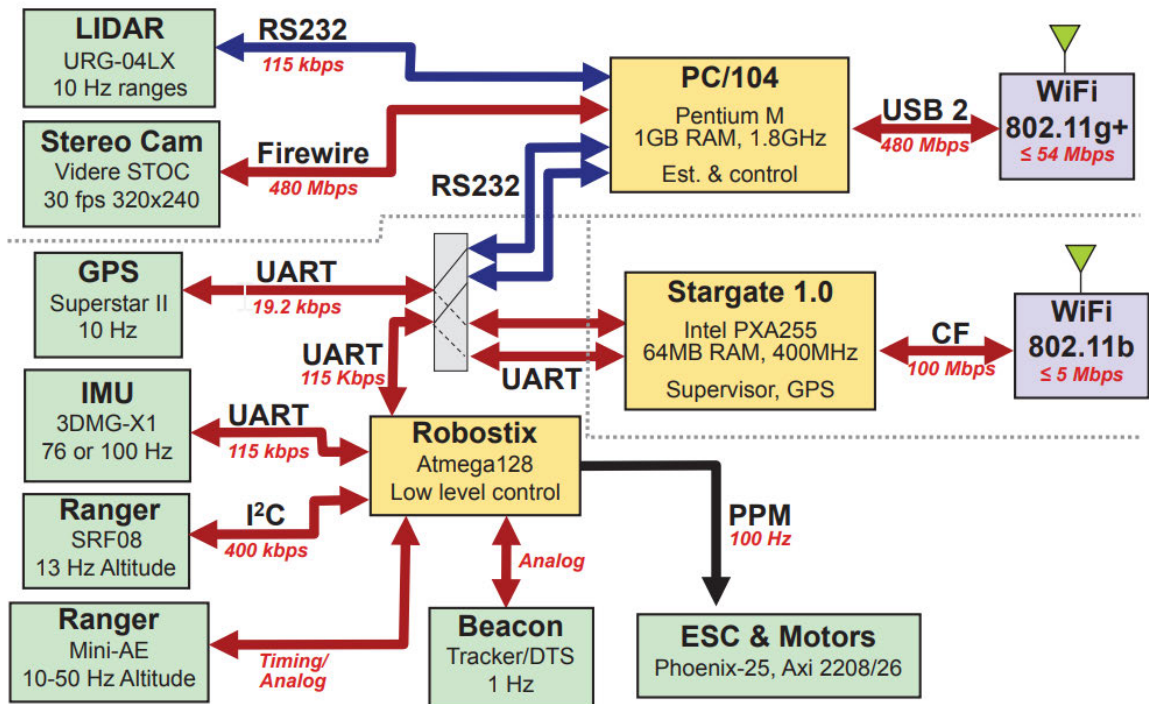 LIDAR
URG-04LX
10 Hz ranges
RS232
115 kbps
Stereo Cam
Videre STOC
30 fps 320x240
Firewire
480 Mbps
PC/104
Pentium M
1GB RAM, 1.8GHz
Est. & control
USB 2
480 Mbps
WiFi
802.11g+
≤ 54 Mbps
RS232
GPS
Superstar II
10 Hz
UART
19.2 kbps
UART
115 Kbps
UART
Stargate 1.0
Intel PXA255
64MB RAM, 400MHz
Supervisor, GPS
CF
100 Mbps
WiFi
802.11b
≤ 5 Mbps
IMU
3DMG-X1
76 or 100 Hz
UART
115 kbps
Robostix
Atmega128
Low level control
Ranger
SRF08
13 Hz Altitude
I²C
400 kbps
PPM
100 Hz
Ranger
Mini-AE
10-50 Hz Altitude
Timing/
Analog
Analog
Beacon
Tracker/DTS
1 Hz
ESC & Motors
Phoenix-25, Axi 2208/26